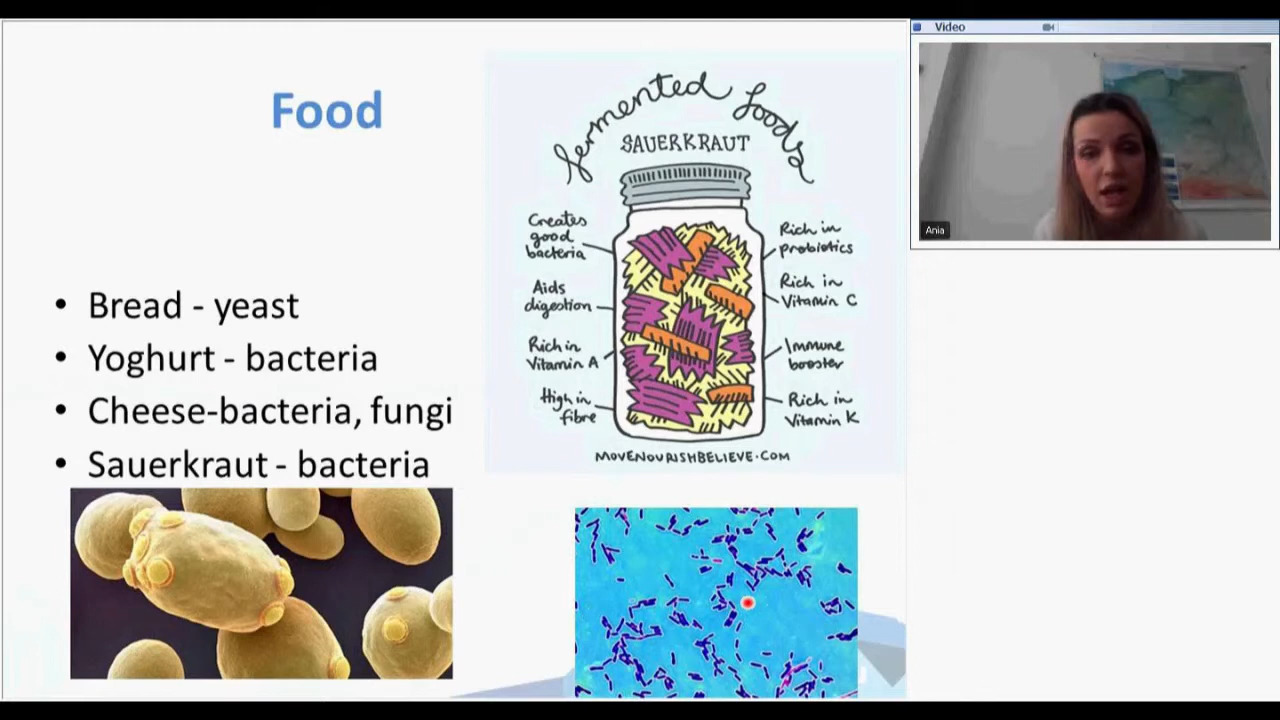 Food
• Bread - yeast
• Yoghurt - bacteria
• Cheese-bacteria, fungi
• Sauerkraut - bacteria
fermented foods
SAUERKRAUT
Creates
good
bacteria
Aids
digestion
Rich in
Vitamin A
High in
fibre
Rich in
probiotics
Rich in
Vitamin C
Immune
booster
Rich in
Vitamin K
MOVENOURISHBELIEVE.COM
Video
Ania